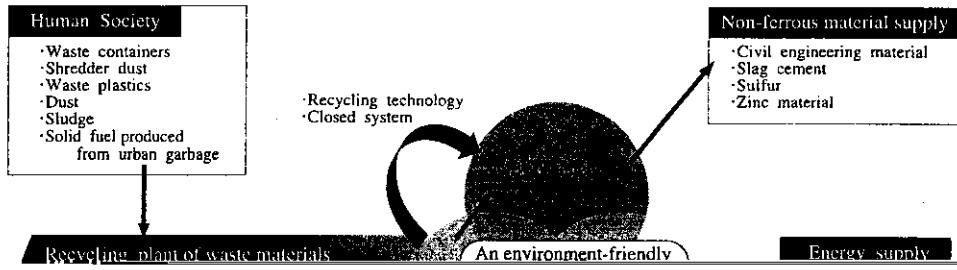 Human Society
·Waste containers
·Shredder dust
·Waste plastics
·Dust
·Sludge
·Solid fuel produced
from urban garbage
·Recycling technology
·Closed system
Non-ferrous material supply
·Civil engineering material
·Slag cement
·Sulfur
·Zinc material
Recycling plant of waste materials
An environment-friendly
Energy supply